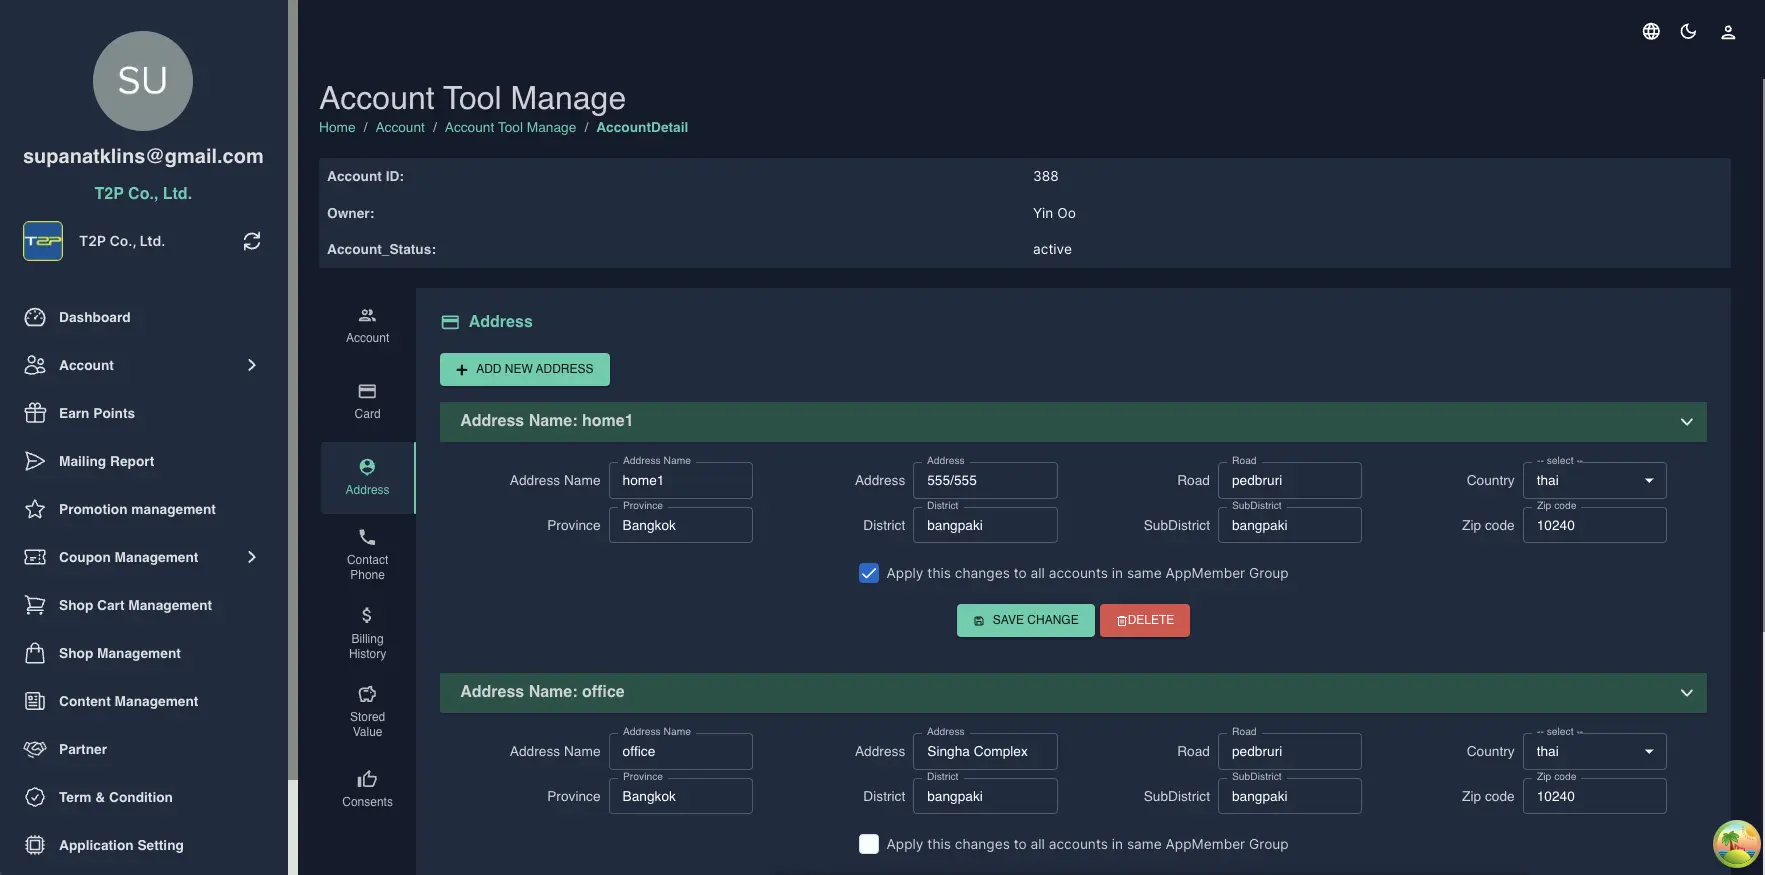 SU
supanatklins@gmail.com
T2P Co., Ltd.
T2P
T2P Co., Ltd.
Dashboard
Account
Earn Points
Mailing Report
Promotion management
Coupon Management
Shop Cart Management
Shop Management
Content Management
Partner
Term & Condition
Application Setting
Account Tool Manage
Home / Account / Account Tool Manage / AccountDetail
Account ID: 388
Owner: Yin Oo
Account_Status: active
Account
Card
Address
Contact
Phone
Billing
History
Stored
Value
Consents
Address
+ ADD NEW ADDRESS
Address Name: home1
Address Name Address Road -- select --
Address Name home1 Address 555/555 Road pedbruri Country thai
Province District SubDistrict Zip code
Province Bangkok District bangpaki SubDistrict bangpaki Zip code 10240
Apply this changes to all accounts in same AppMember Group
SAVE CHANGE DELETE
Address Name: office
Address Name Address Road -- select --
Address Name office Address Singha Complex Road pedbruri Country thai
Province District SubDistrict Zip code
Province Bangkok District bangpaki SubDistrict bangpaki Zip code 10240
Apply this changes to all accounts in same AppMember Group